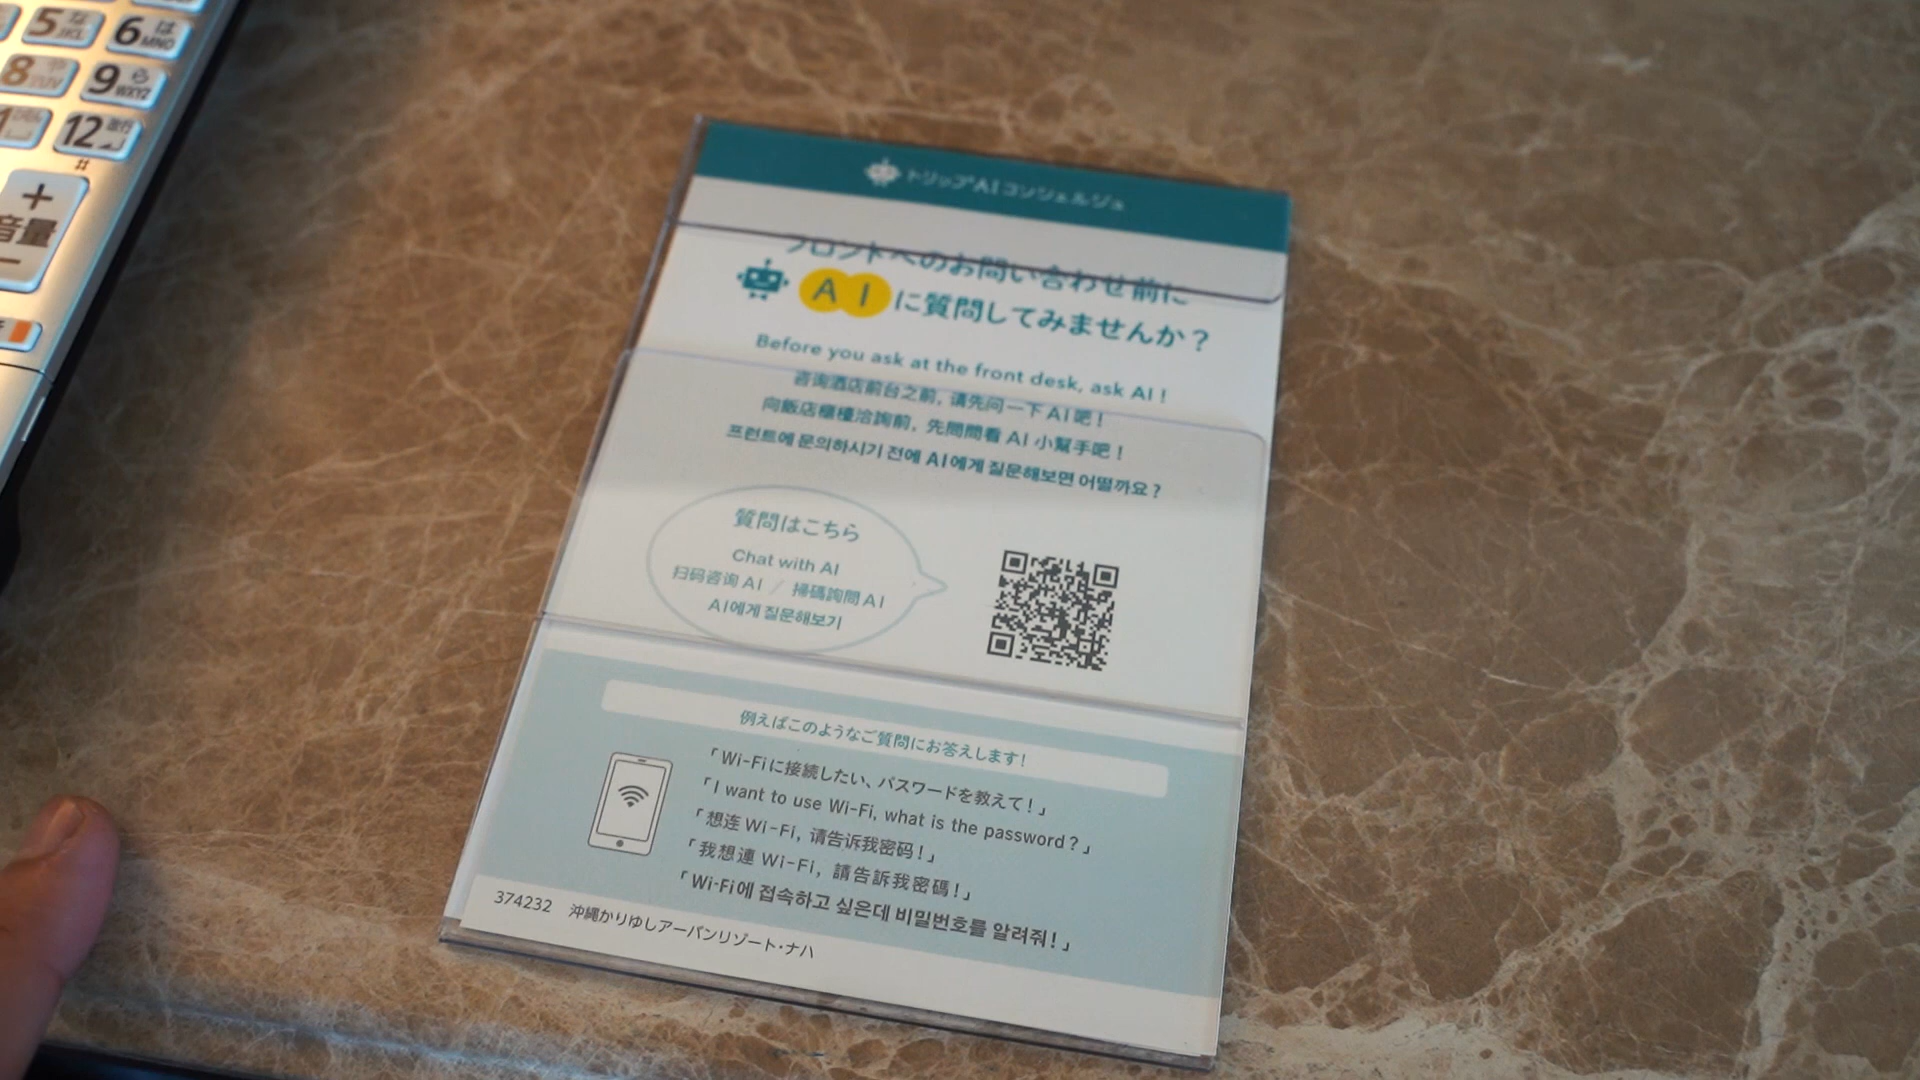 5 な JKL
6 は MNO
8
9 ら WXYZ
12
#
+
音量
−
トリップAIコンシェルジュ
フロントへのお問い合わせ前に
AIに質問してみませんか？
Before you ask at the front desk, ask AI！
咨询酒店前台之前，请先问一下 AI 吧！
向飯店櫃檯洽詢前，先問問看 AI 小幫手吧！
프런트에 문의하시기 전에 AI에게 질문해보면 어떨까요？
質問はこちら
Chat with AI
扫码咨询 AI ／ 掃碼詢問 AI
AI에게 질문해보기
例えばこのようなご質問にお答えします！
「Wi-Fiに接続したい、パスワードを教えて！」
「I want to use Wi-Fi, what is the password？」
「想连 Wi-Fi，请告诉我密码！」
「我想連 Wi-Fi，請告訴我密碼！」
「Wi-Fi에 접속하고 싶은데 비밀번호를 알려줘！」
374232 沖縄かりゆしアーバンリゾート・ナハ